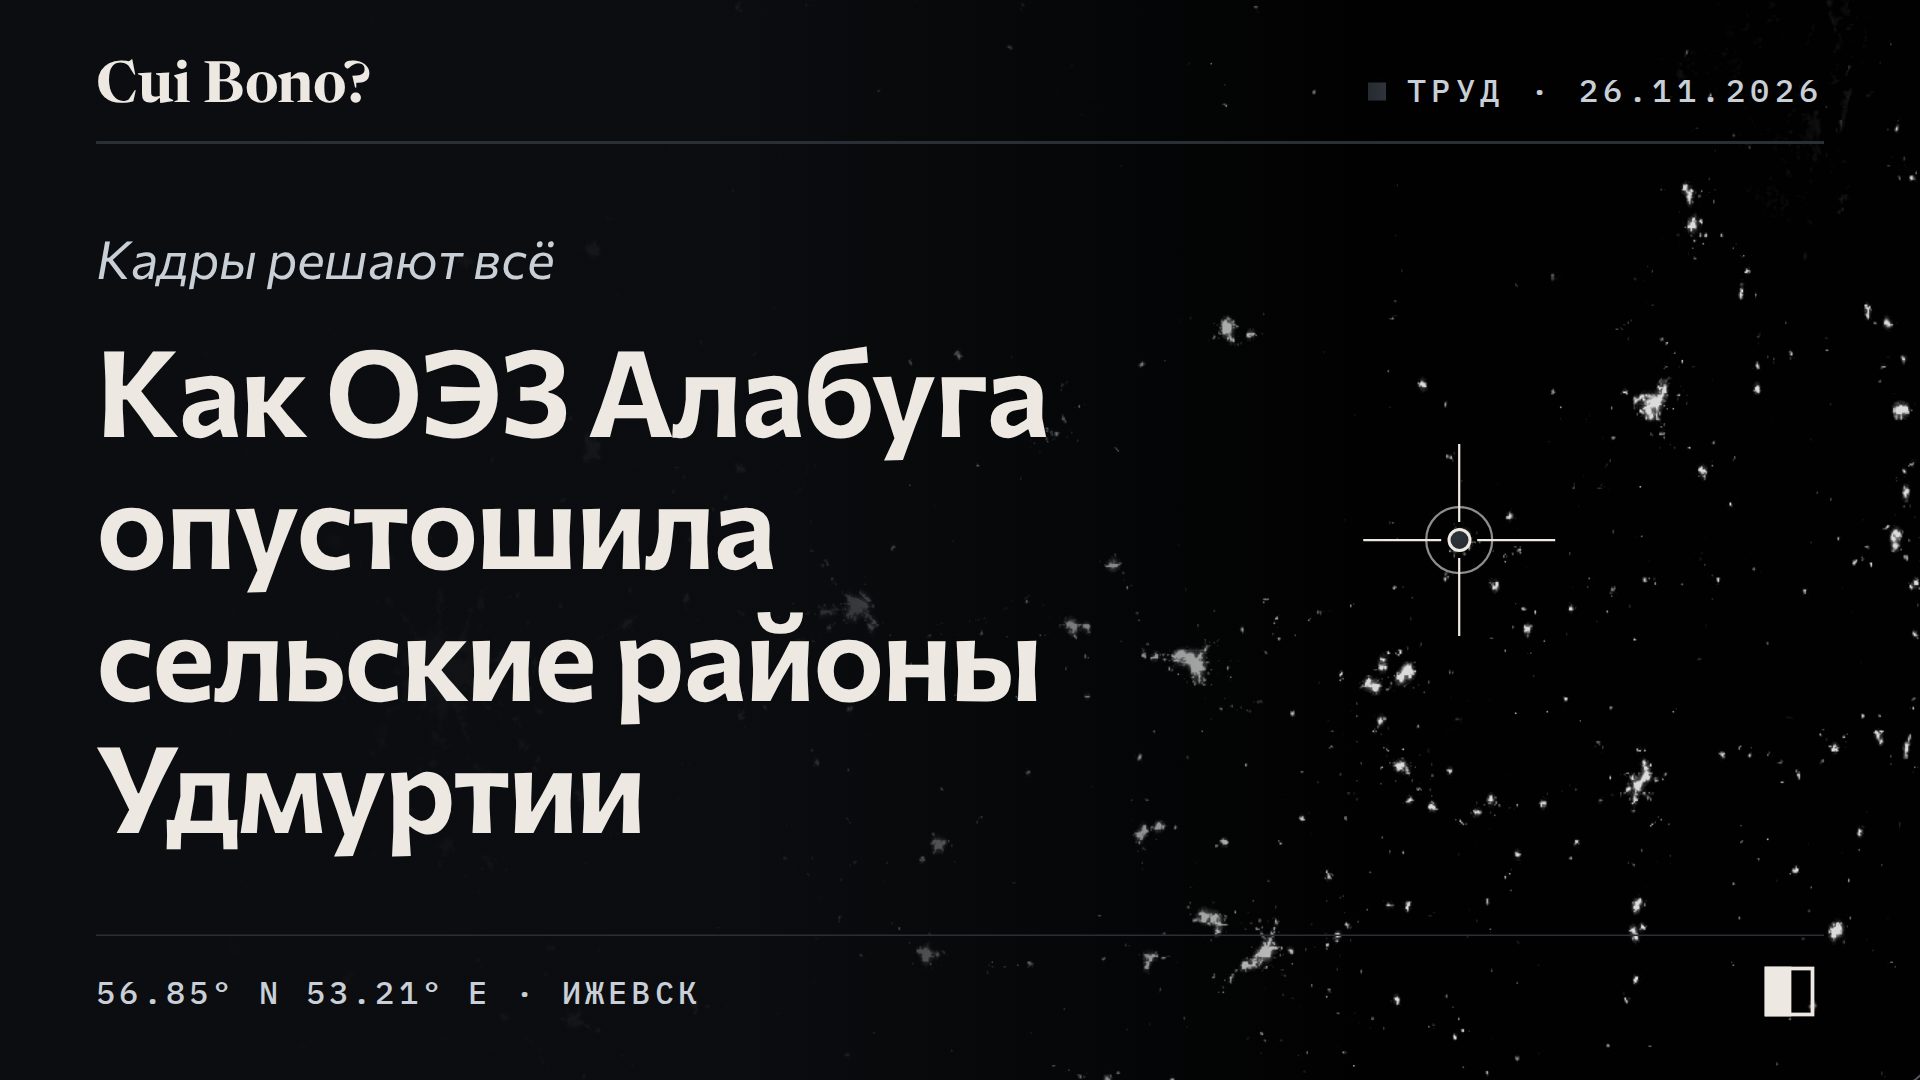 Cui Bono?
ТРУД · 26.11.2026
Кадры решают всё
Как ОЭЗ Алабуга
опустошила
сельские районы
Удмуртии
56.85° N 53.21° E · ИЖЕВСК